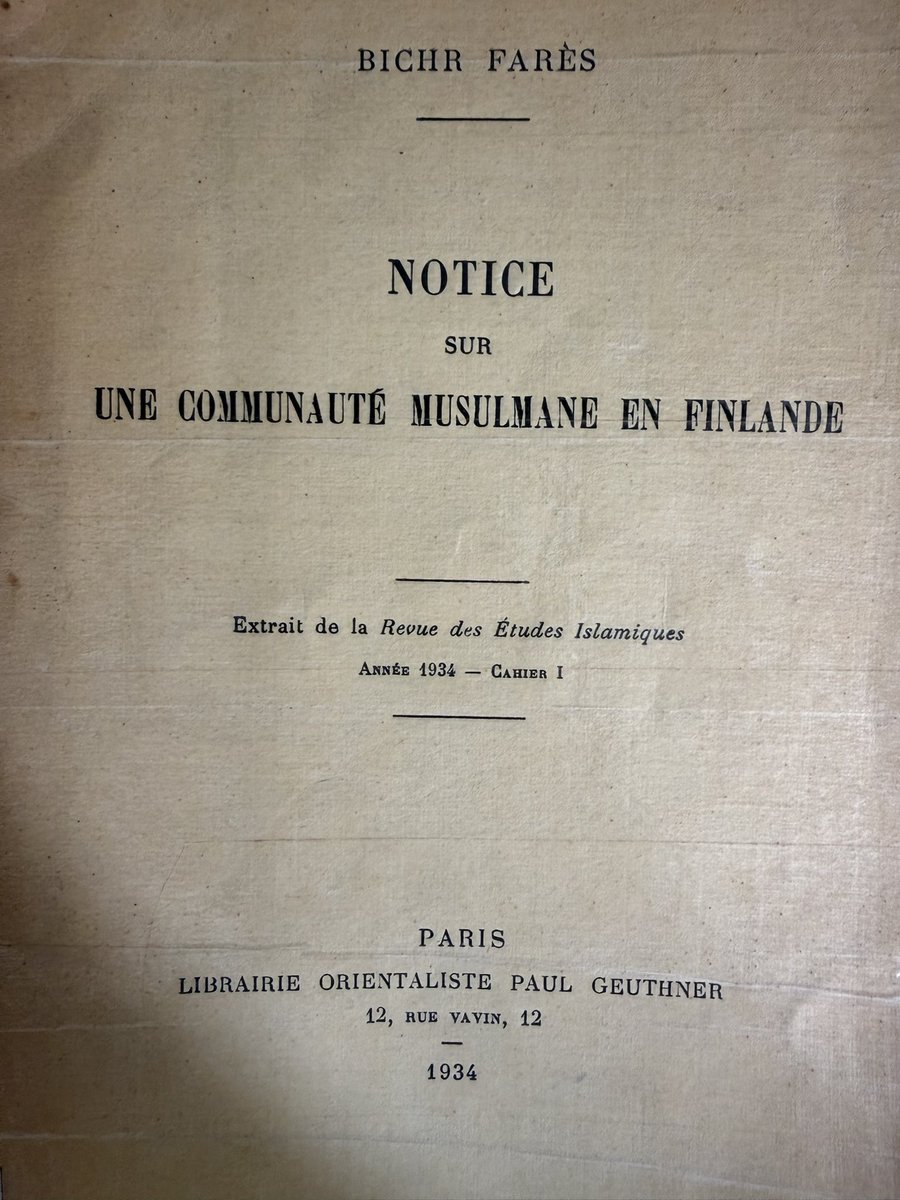 BICHR FARÈS
NOTICE
SUR
UNE COMMUNAUTÉ MUSULMANE EN FINLANDE
Extrait de la Revue des Études Islamiques
ANNÉE 1934 — CAHIER I
PARIS
LIBRAIRIE ORIENTALISTE PAUL GEUTHNER
12, RUE VAVIN, 12
1934